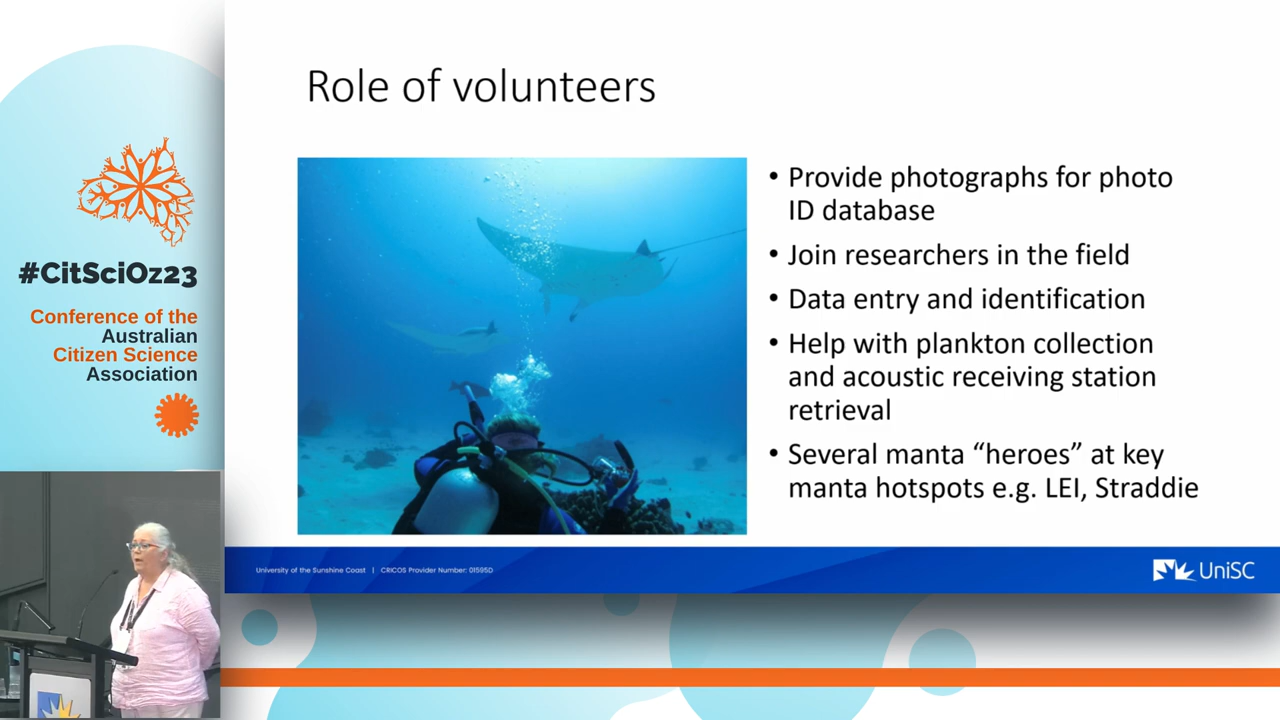 #CitSciOz23
Conference of the
Australian
Citizen Science
Association
Role of volunteers
• Provide photographs for photo
ID database
• Join researchers in the field
• Data entry and identification
• Help with plankton collection
and acoustic receiving station
retrieval
• Several manta “heroes” at key
manta hotspots e.g. LEI, Straddie
University of the Sunshine Coast | CRICOS Provider Number: 01595D
UniSC